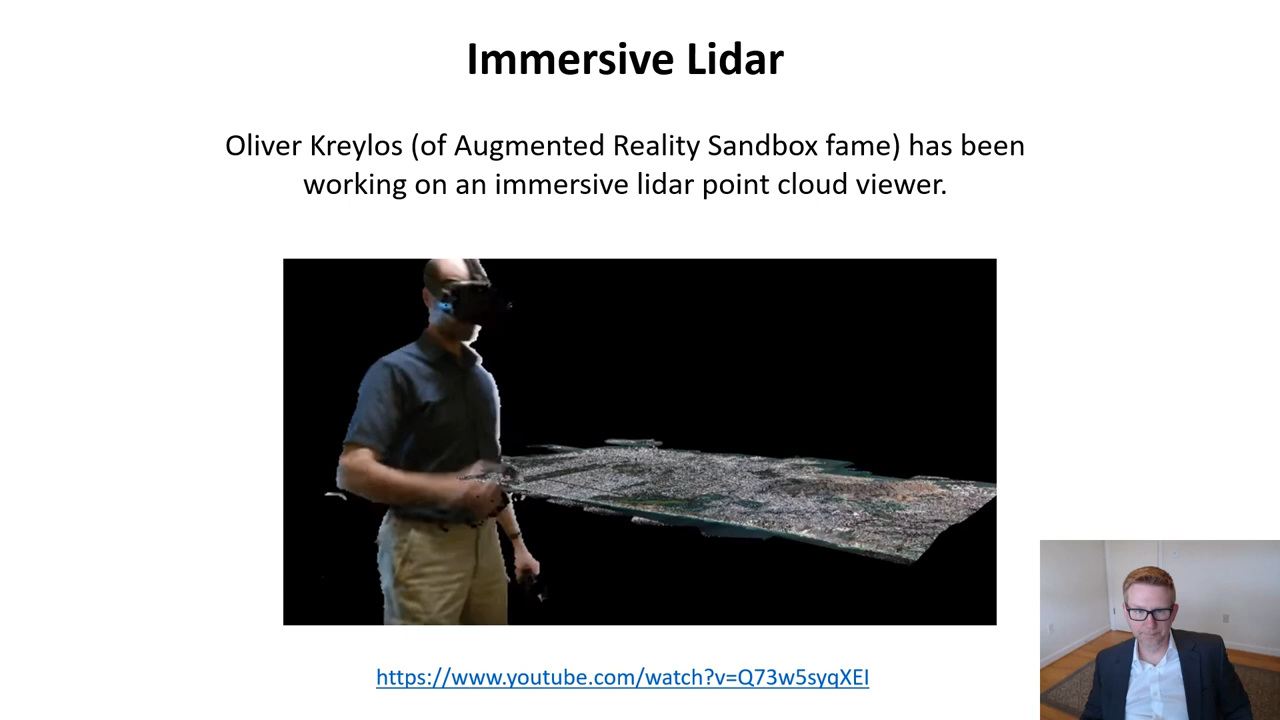 Immersive Lidar
Oliver Kreylos (of Augmented Reality Sandbox fame) has been
working on an immersive lidar point cloud viewer.
https://www.youtube.com/watch?v=Q73w5syqXEI